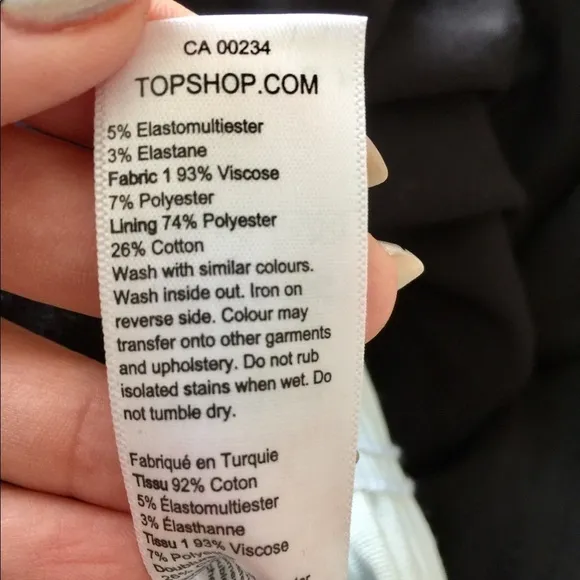 CA 00234
TOPSHOP.COM
5% Elastomultiester
3% Elastane
Fabric 1 93% Viscose
7% Polyester
Lining 74% Polyester
26% Cotton
Wash with similar colours.
Wash inside out. Iron on
reverse side. Colour may
transfer onto other garments
and upholstery. Do not rub
isolated stains when wet. Do
not tumble dry.
Fabriqué en Turquie
Tissu 92% Coton
5% Elastomultiester
3% Élasthanne
Tissu 1 93% Viscose
7%